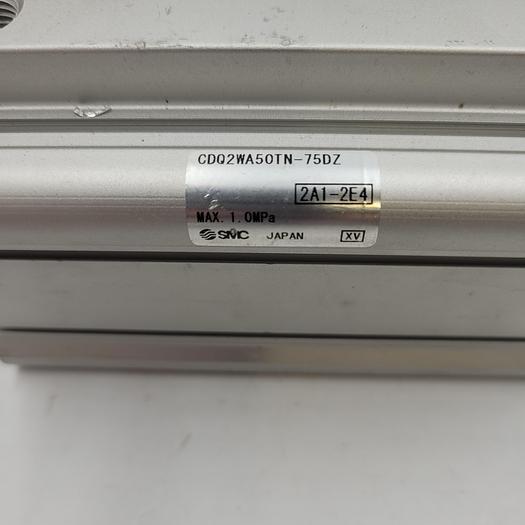 CDQ2WA50TN-75DZ
2A1-2E4
MAX. 1.0MPa
SMC JAPAN XV